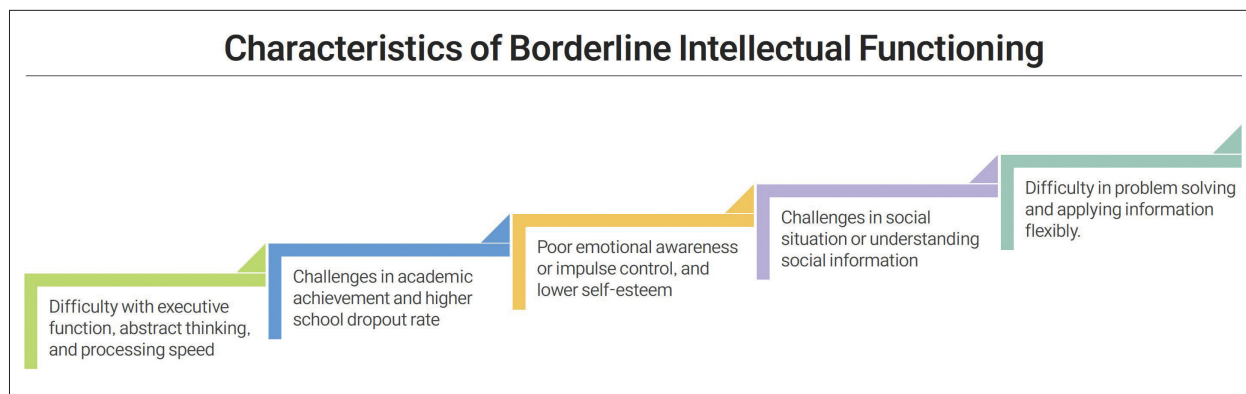 Characteristics of Borderline Intellectual Functioning
Difficulty with executive
function, abstract thinking,
and processing speed
Challenges in academic
achievement and higher
school dropout rate
Poor emotional awareness
or impulse control, and
lower self-esteem
Challenges in social
situation or understanding
social information
Difficulty in problem solving
and applying information
flexibly.